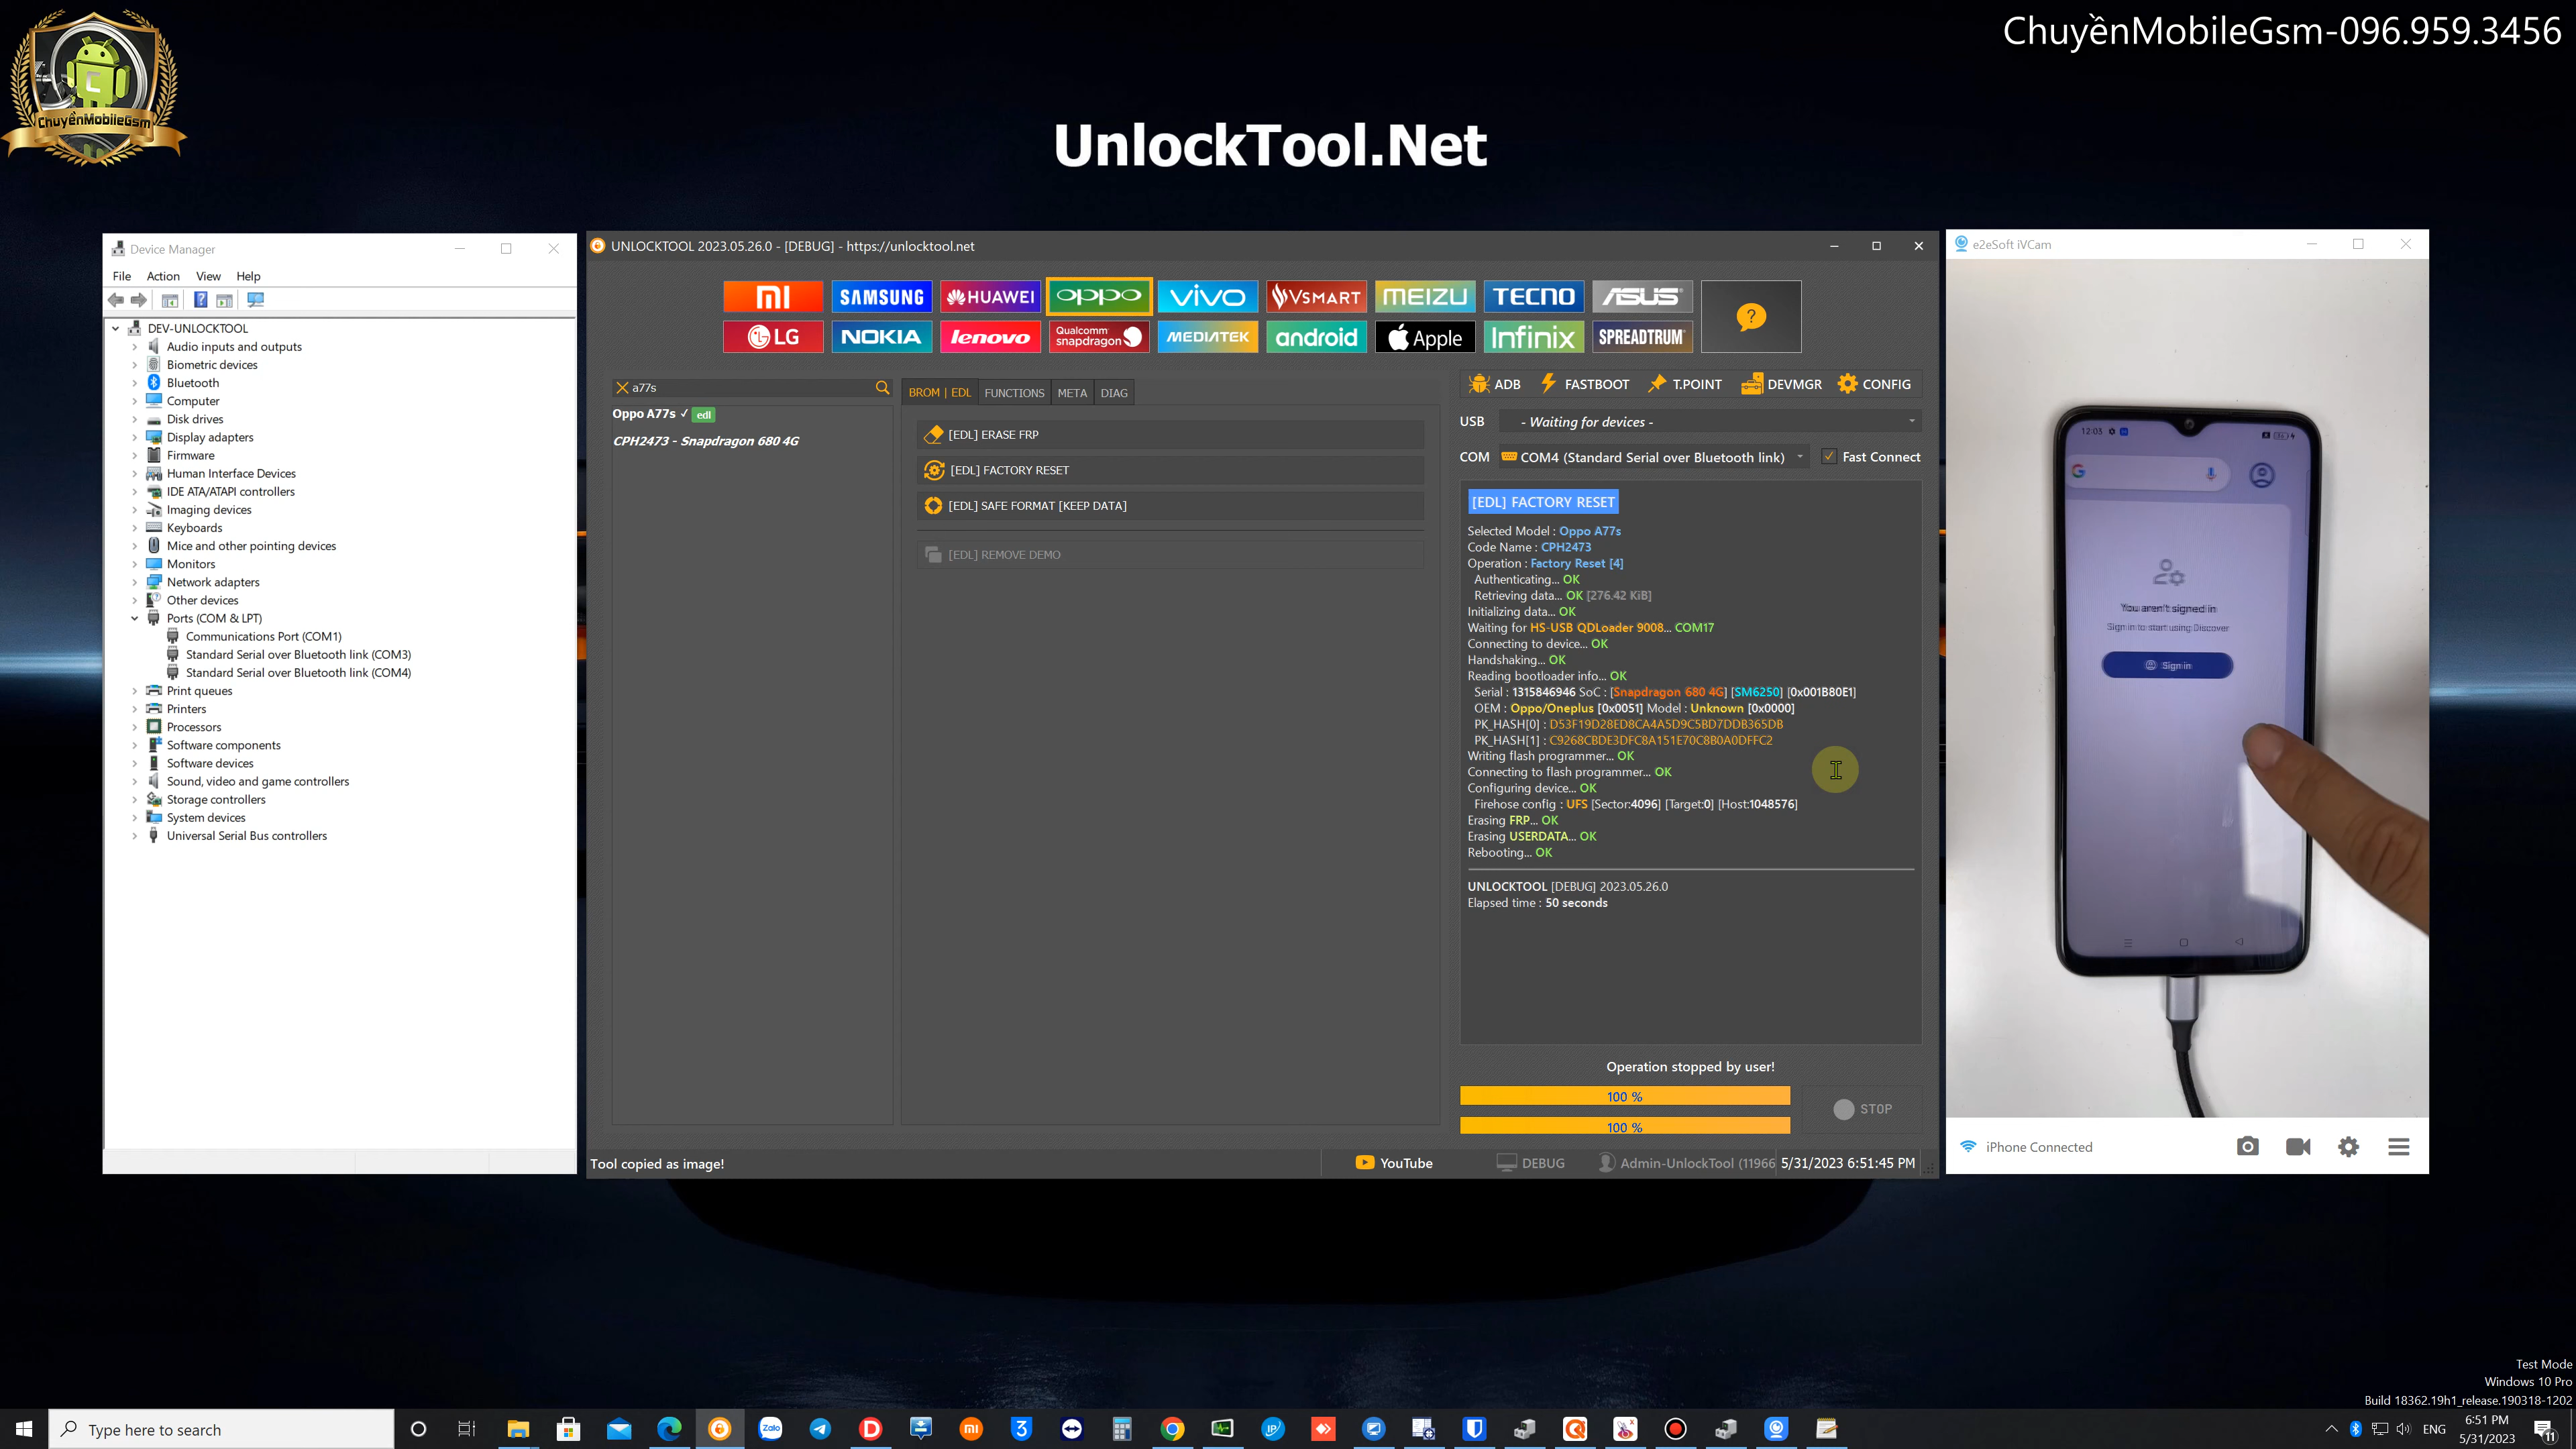 ChuyềnMobileGsm-096.959.3456
C
ChuyềnMobileGsm
UnlockTool.Net
Device Manager
File Action View Help
DEV-UNLOCKTOOL
Audio inputs and outputs
Biometric devices
Bluetooth
Computer
Disk drives
Display adapters
Firmware
Human Interface Devices
IDE ATA/ATAPI controllers
Imaging devices
Keyboards
Mice and other pointing devices
Monitors
Network adapters
Other devices
Ports (COM & LPT)
Communications Port (COM1)
Standard Serial over Bluetooth link (COM3)
Standard Serial over Bluetooth link (COM4)
Print queues
Printers
Processors
Software components
Software devices
Sound, video and game controllers
Storage controllers
System devices
Universal Serial Bus controllers
UNLOCKTOOL 2023.05.26.0 - [DEBUG] - https://unlocktool.net
MI SAMSUNG HUAWEI oppo vivo VSMART MEIZU TECNO ASUS
LG NOKIA lenovo Qualcomm snapdragon MEDIATEK android Apple Infinix SPREADTRUM
?
a77s
Oppo A77s ✓ edl
CPH2473 - Snapdragon 680 4G
BROM | EDL FUNCTIONS META DIAG
[EDL] ERASE FRP
[EDL] FACTORY RESET
[EDL] SAFE FORMAT [KEEP DATA]
[EDL] REMOVE DEMO
ADB FASTBOOT T.POINT DEVMGR CONFIG
USB - Waiting for devices -
COM COM4 (Standard Serial over Bluetooth link) Fast Connect
[EDL] FACTORY RESET
Selected Model : Oppo A77s
Code Name : CPH2473
Operation : Factory Reset [4]
Authenticating... OK
Retrieving data... OK [276.42 KiB]
Initializing data... OK
Waiting for HS-USB QDLoader 9008... COM17
Connecting to device... OK
Handshaking... OK
Reading bootloader info... OK
Serial : 1315846946 SoC : [Snapdragon 680 4G] [SM6250] [0x001B80E1]
OEM : Oppo/Oneplus [0x0051] Model : Unknown [0x0000]
PK_HASH[0] : D53F19D28ED8CA4A5D9C5BD7DDB365DB
PK_HASH[1] : C9268CBDE3DFC8A151E70C8B0A0DFFC2
Writing flash programmer... OK
Connecting to flash programmer... OK
Configuring device... OK
Firehose config : UFS [Sector:4096] [Target:0] [Host:1048576]
Erasing FRP... OK
Erasing USERDATA... OK
Rebooting... OK
UNLOCKTOOL [DEBUG] 2023.05.26.0
Elapsed time : 50 seconds
Operation stopped by user!
100 %
100 %
STOP
Tool copied as image!
YouTube DEBUG Admin-UnlockTool (11966 5/31/2023 6:51:45 PM
e2eSoft iVCam
12:03
G
You aren't signed in
Sign in to start using Discover
Sign in
iPhone Connected
Test Mode
Windows 10 Pro
Build 18362.19h1_release.190318-1202
Type here to search
Zalo
D
mi
3
JP
ENG
6:51 PM
5/31/2023
11